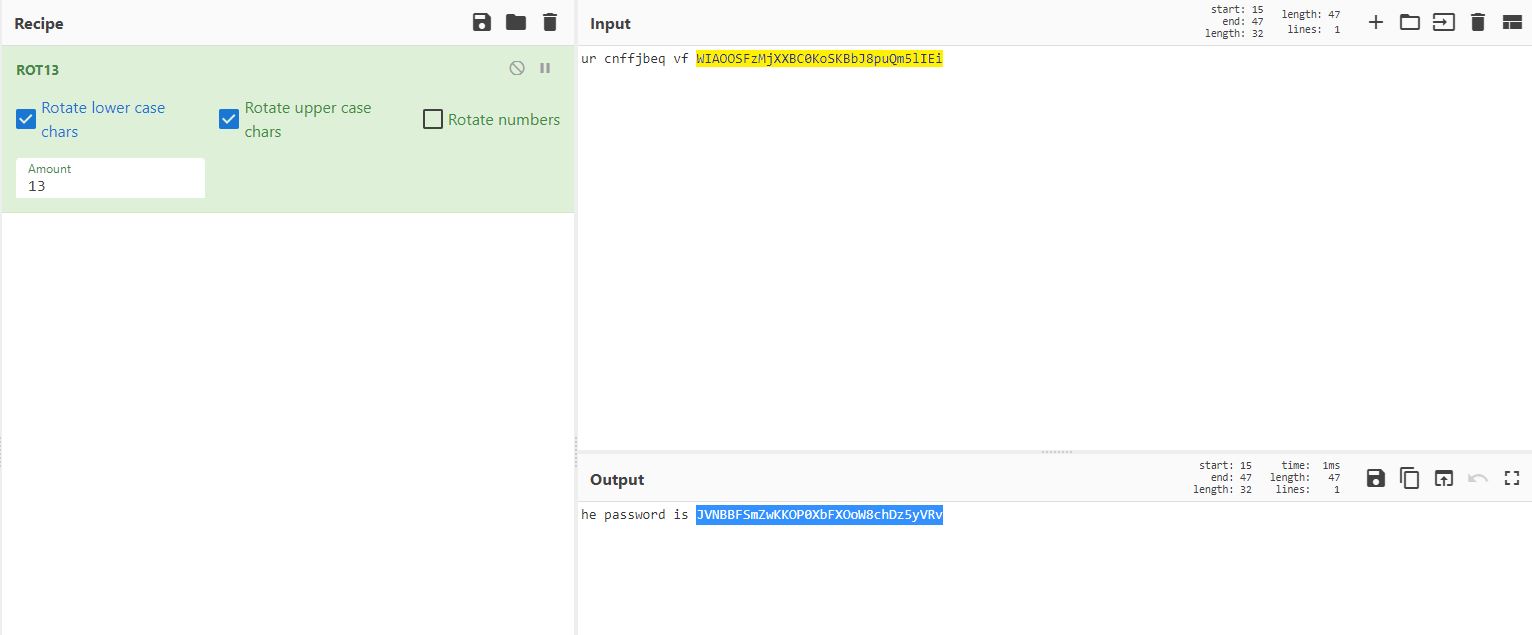 Recipe
ROT13
Rotate lower case
chars
Rotate upper case
chars
Rotate numbers
Amount
13
Input
start: 15
end: 47
length: 32
length: 47
lines: 1
ur cnffjbeq vf WIAOOSFzMjXXBC0KoSKBbJ8puQm5lIEi
Output
start: 15
end: 47
length: 32
time: 1ms
length: 47
lines: 1
he password is JVNBBFSmZwKKOP0XbFXOoW8chDz5yVRv